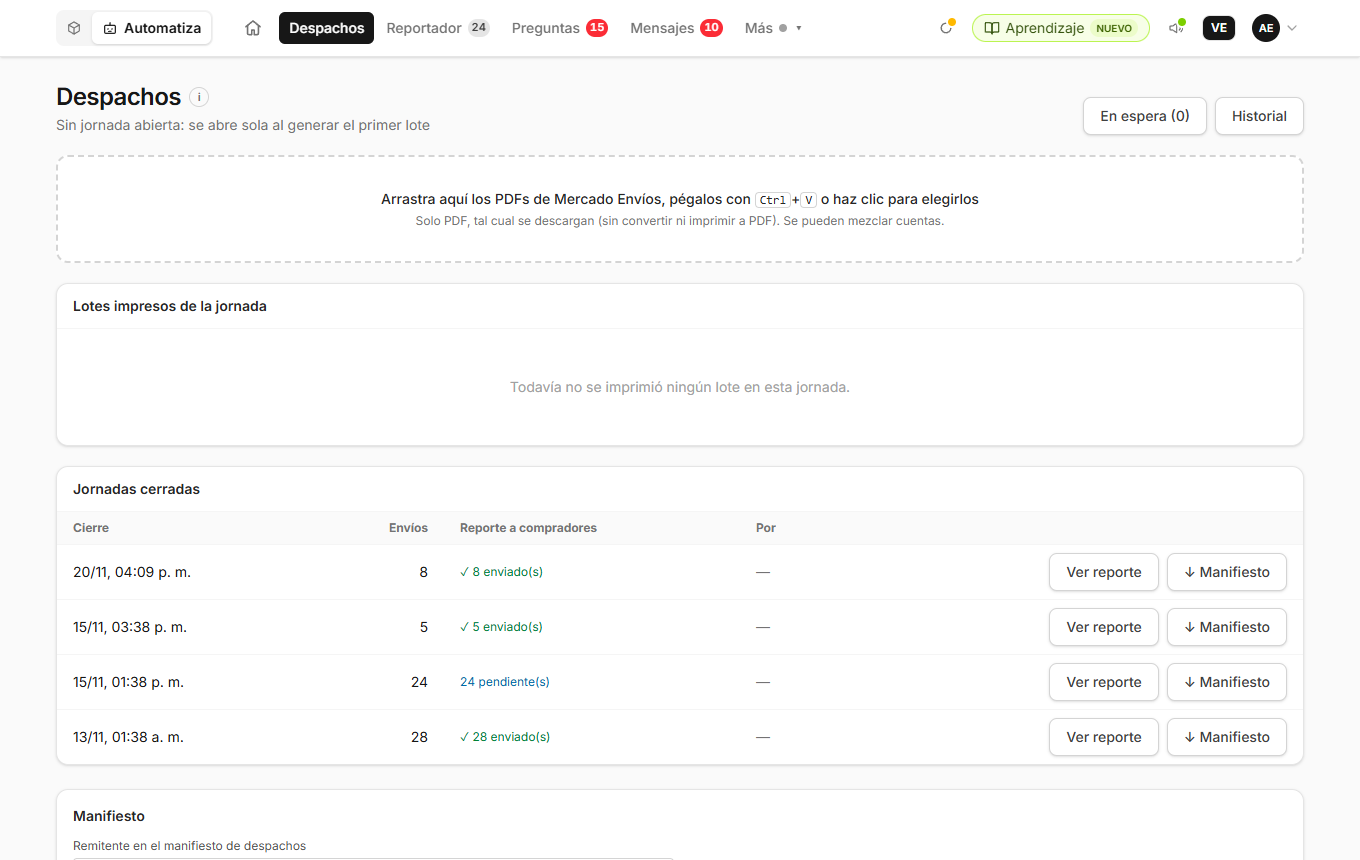 Automatiza
Despachos
Reportador 24
Preguntas 15
Mensajes 10
Más
Aprendizaje NUEVO
VE
AE
Despachos i
Sin jornada abierta: se abre sola al generar el primer lote
En espera (0)
Historial
Arrastra aquí los PDFs de Mercado Envíos, pégalos con Ctrl+V o haz clic para elegirlos
Solo PDF, tal cual se descargan (sin convertir ni imprimir a PDF). Se pueden mezclar cuentas.
Lotes impresos de la jornada
Todavía no se imprimió ningún lote en esta jornada.
Jornadas cerradas
Cierre Envíos Reporte a compradores Por
20/11, 04:09 p. m. 8 ✓ 8 enviado(s) — Ver reporte ↓ Manifiesto
15/11, 03:38 p. m. 5 ✓ 5 enviado(s) — Ver reporte ↓ Manifiesto
15/11, 01:38 p. m. 24 24 pendiente(s) — Ver reporte ↓ Manifiesto
13/11, 01:38 a. m. 28 ✓ 28 enviado(s) — Ver reporte ↓ Manifiesto
Manifiesto
Remitente en el manifiesto de despachos